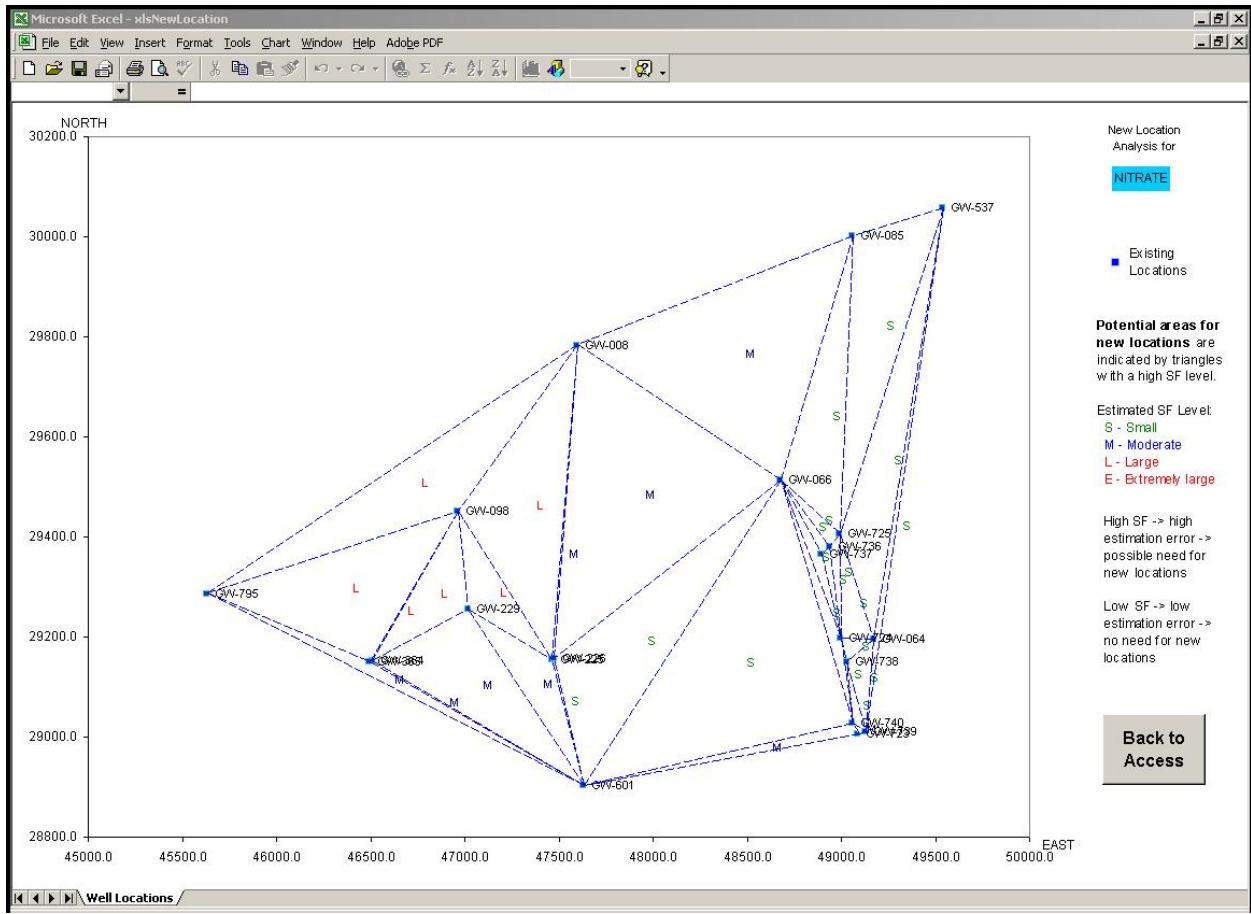 Microsoft Excel - xlsNewLocation
File Edit View Insert Format Tools Chart Window Help Adobe PDF
=
NORTH
30200.0
30000.0
29800.0
29600.0
29400.0
29200.0
29000.0
28800.0
45000.0 45500.0 46000.0 46500.0 47000.0 47500.0 48000.0 48500.0 49000.0 49500.0 50000.0
EAST
GW-537
GW-085
S
GW-008
M
S
GW-066
S
L
M
L
GW-098
S
S
S
GW-725
M
GW-736
GW-737
S
S
S
L
L
L
GW-795
S
L
GW-229
S
GW-064
S
S
GW-738
S
M
M
M
M
S
S
S
S
GW-740
GW-739
M
GW-601
New Location
Analysis for
NITRATE
Existing
Locations
Potential areas for
new locations are
indicated by triangles
with a high SF level.
Estimated SF Level:
S - Small
M - Moderate
L - Large
E - Extremely large
High SF -> high
estimation error ->
possible need for
new locations
Low SF -> low
estimation error ->
no need for new
locations
Back to
Access
Well Locations